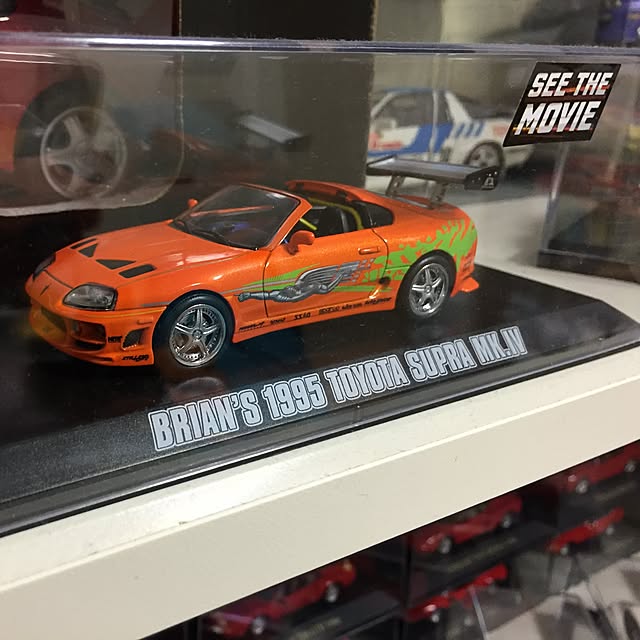 SEE THE
MOVIE
BRIAN'S 1995 TOYOTA SUPRA MK.IV